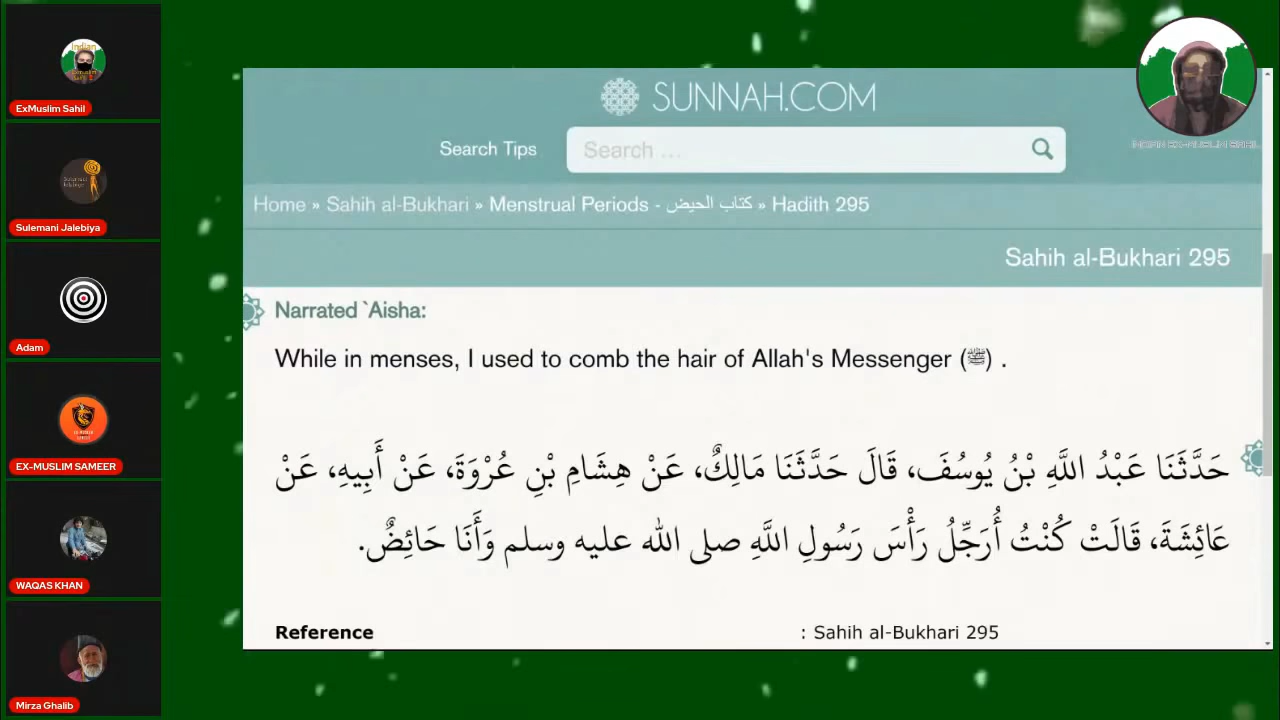 Indian
ExMuslim Sahil
Sulemani Jalebiya
Adam
EX-MUSLIM SAMEER
WAQAS KHAN
Mirza Ghalib
SUNNAH.COM
Search Tips
Search ...
Home » Sahih al-Bukhari » Menstrual Periods - كتاب الحيض » Hadith 295
Sahih al-Bukhari 295
Narrated `Aisha:
While in menses, I used to comb the hair of Allah's Messenger (ﷺ) .
حَدَّثَنَا عَبْدُ اللَّهِ بْنُ يُوسُفَ، قَالَ حَدَّثَنَا مَالِكٌ، عَنْ هِشَامِ بْنِ عُرْوَةَ، عَنْ أَبِيهِ، عَنْ
عَائِشَةَ، قَالَتْ كُنْتُ أُرَجِّلُ رَأْسَ رَسُولِ اللَّهِ صلى الله عليه وسلم وَأَنَا حَائِضٌ.
Reference : Sahih al-Bukhari 295